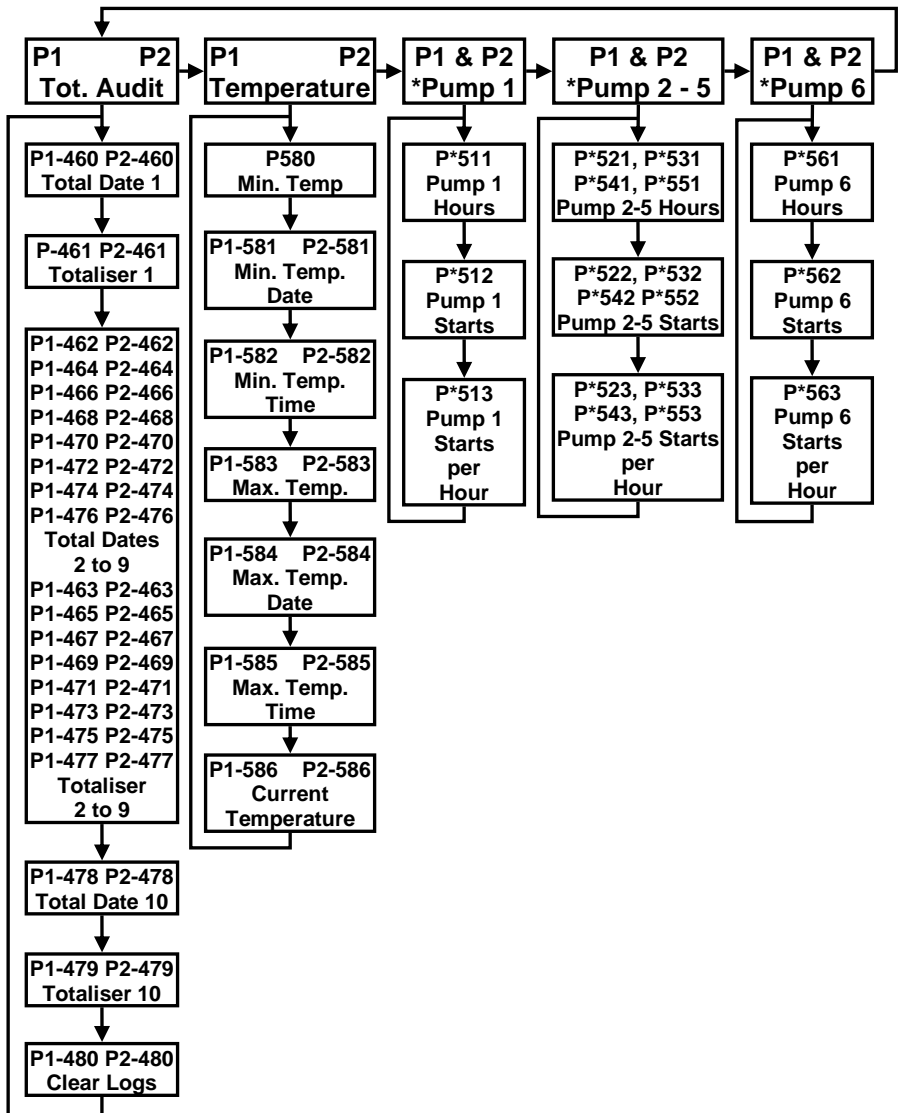 P1 P2
Tot. Audit
P1-460 P2-460
Total Date 1
P-461 P2-461
Totaliser 1
P1-462 P2-462
P1-464 P2-464
P1-466 P2-466
P1-468 P2-468
P1-470 P2-470
P1-472 P2-472
P1-474 P2-474
P1-476 P2-476
Total Dates
2 to 9
P1-463 P2-463
P1-465 P2-465
P1-467 P2-467
P1-469 P2-469
P1-471 P2-471
P1-473 P2-473
P1-475 P2-475
P1-477 P2-477
Totaliser
2 to 9
P1-478 P2-478
Total Date 10
P1-479 P2-479
Totaliser 10
P1-480 P2-480
Clear Logs
P1 P2
Temperature
P580
Min. Temp
P1-581 P2-581
Min. Temp.
Date
P1-582 P2-582
Min. Temp.
Time
P1-583 P2-583
Max. Temp.
P1-584 P2-584
Max. Temp.
Date
P1-585 P2-585
Max. Temp.
Time
P1-586 P2-586
Current
Temperature
P1 & P2
*Pump 1
P*511
Pump 1
Hours
P*512
Pump 1
Starts
P*513
Pump 1
Starts
per
Hour
P1 & P2
*Pump 2 - 5
P*521, P*531
P*541, P*551
Pump 2-5 Hours
P*522, P*532
P*542 P*552
Pump 2-5 Starts
P*523, P*533
P*543, P*553
Pump 2-5 Starts
per
Hour
P1 & P2
*Pump 6
P*561
Pump 6
Hours
P*562
Pump 6
Starts
P*563
Pump 6
Starts
per
Hour